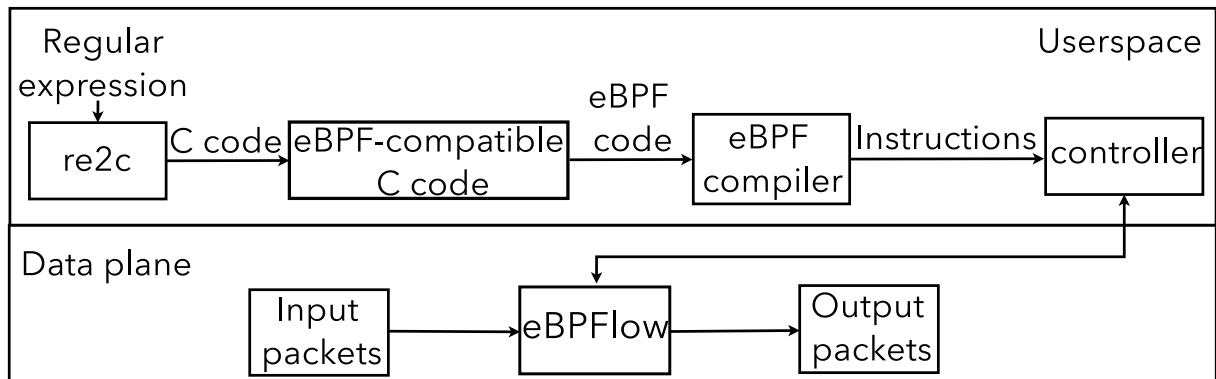 Regular
expression
Userspace
re2c
C code
eBPF-compatible
C code
eBPF
code
eBPF
compiler
Instructions
controller
Data plane
Input
packets
eBPFlow
Output
packets